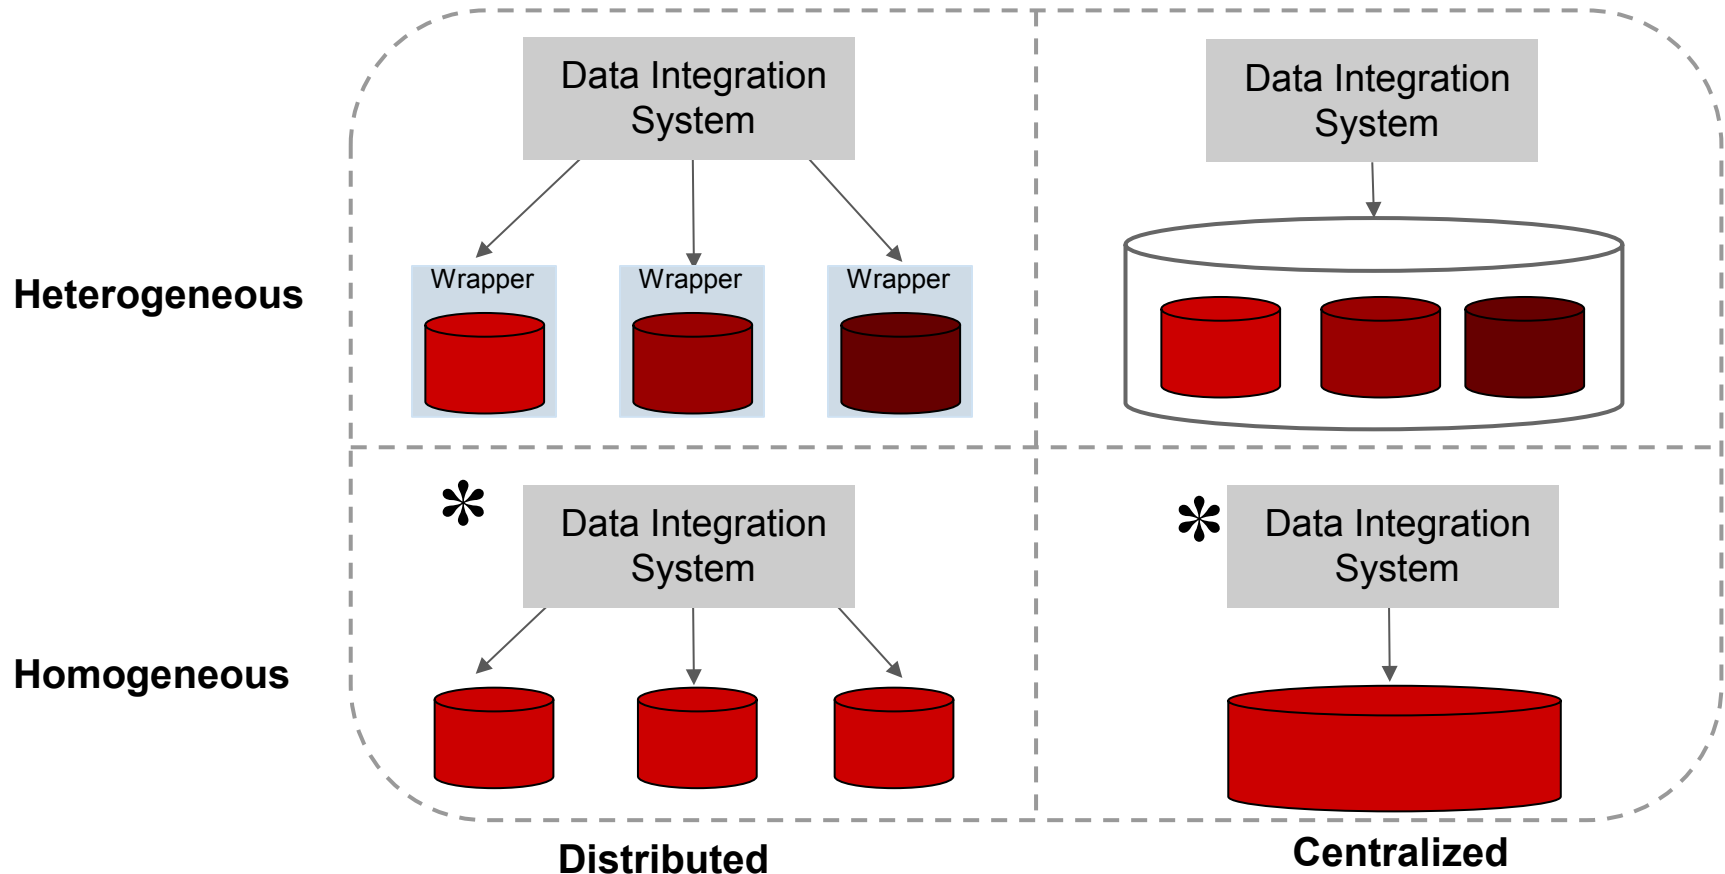 Data Integration
System
Data Integration
System
Wrapper
Wrapper
Wrapper
Heterogeneous
*
Data Integration
System
*
Data Integration
System
Homogeneous
Distributed
Centralized